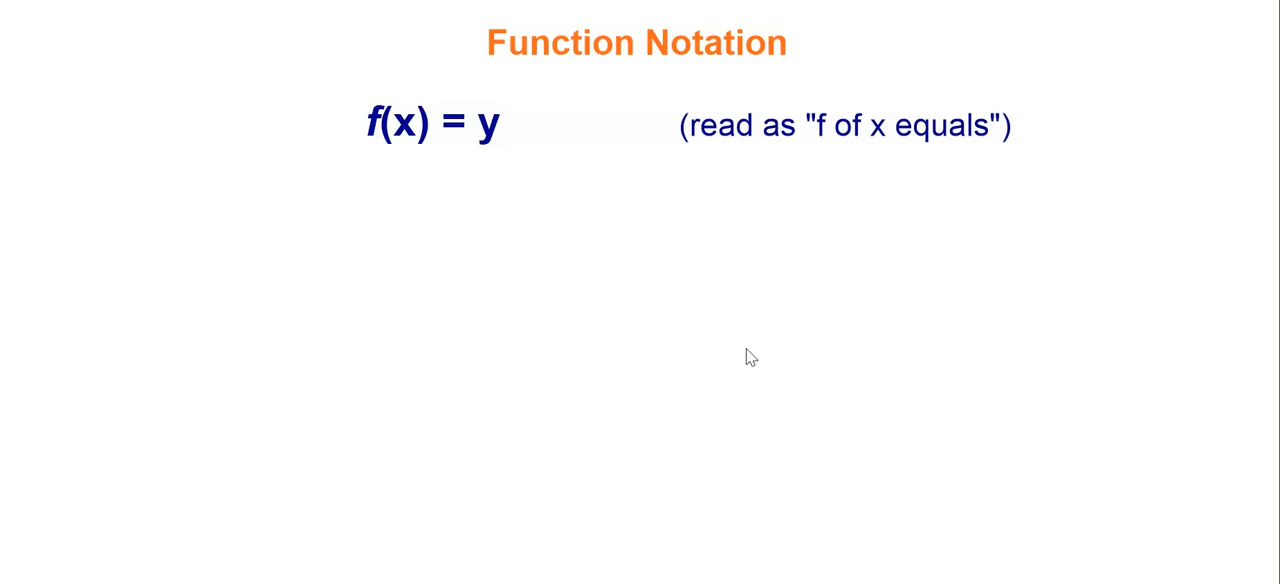 Function Notation
f(x) = y (read as "f of x equals")